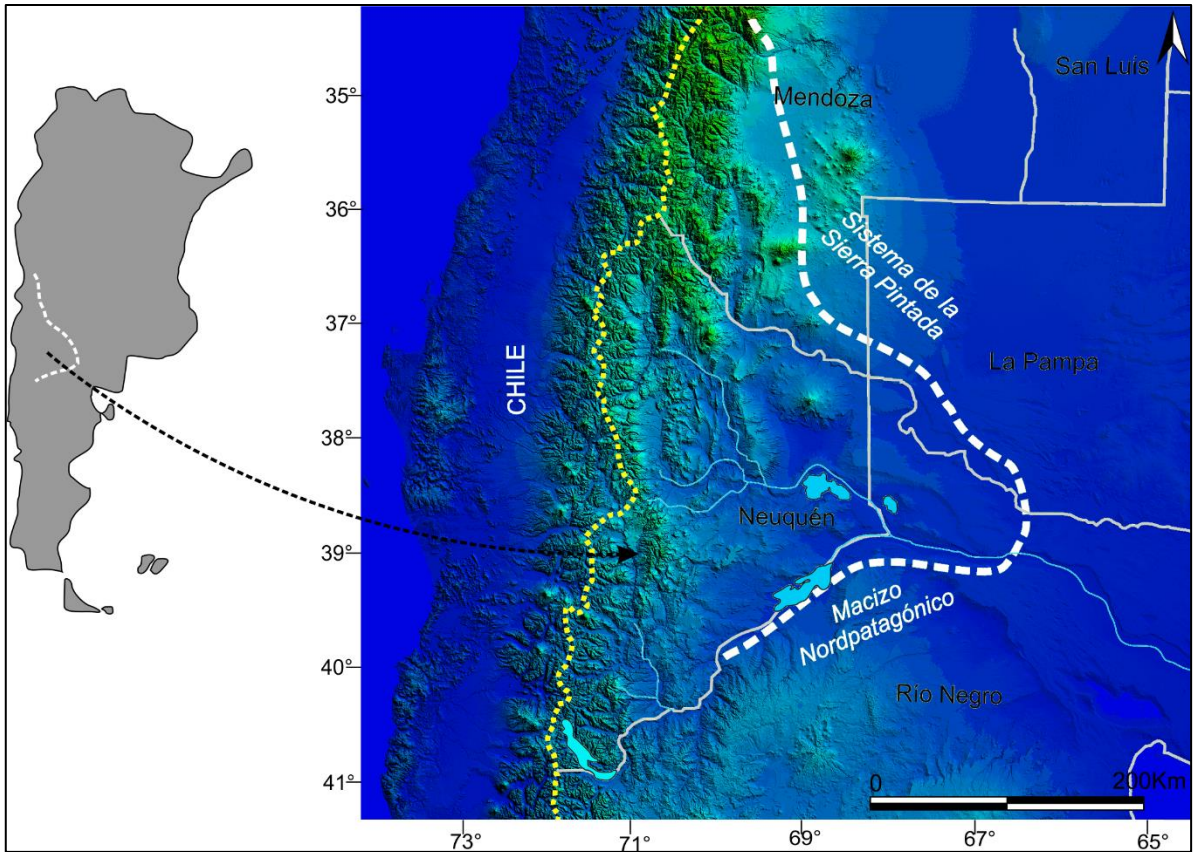 San Luís
35°
Mendoza
36°
Sistema de la
Sierra Pintada
37°
La Pampa
CHILE
38°
Neuquén
39°
Macizo
Nordpatagónico
40°
Río Negro
41°
0
200Km
73°
71°
69°
67°
65°